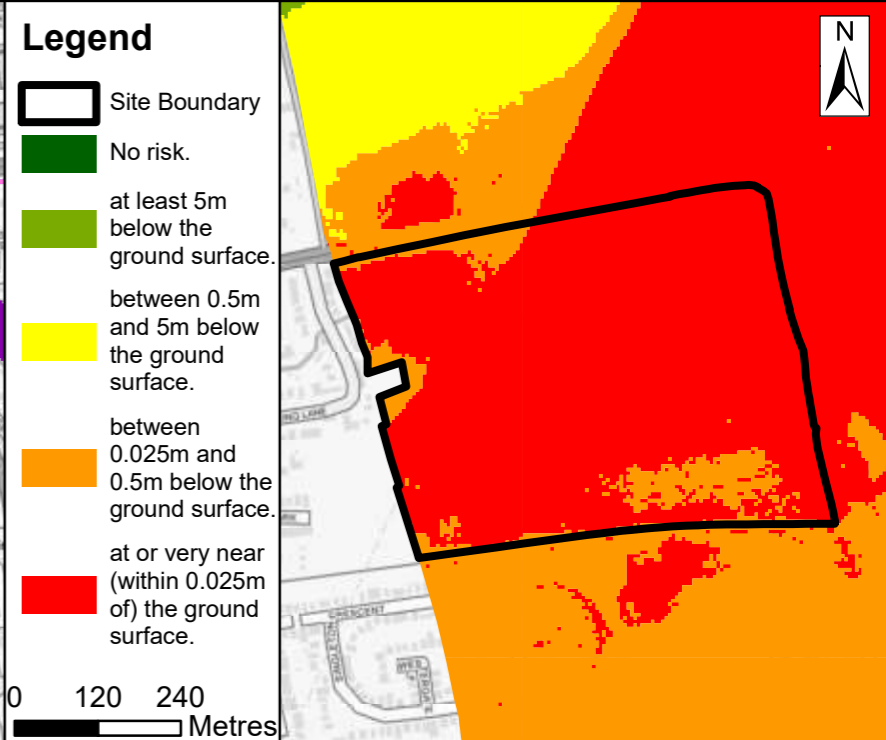 Legend
Site Boundary
No risk.
at least 5m
below the
ground surface.
between 0.5m
and 5m below
the ground
surface.
between
0.025m and
0.5m below the
ground surface.
at or very near
(within 0.025m
of) the ground
surface.
0 120 240
Metres
N
LANE
CRESCENT
SINGLETON